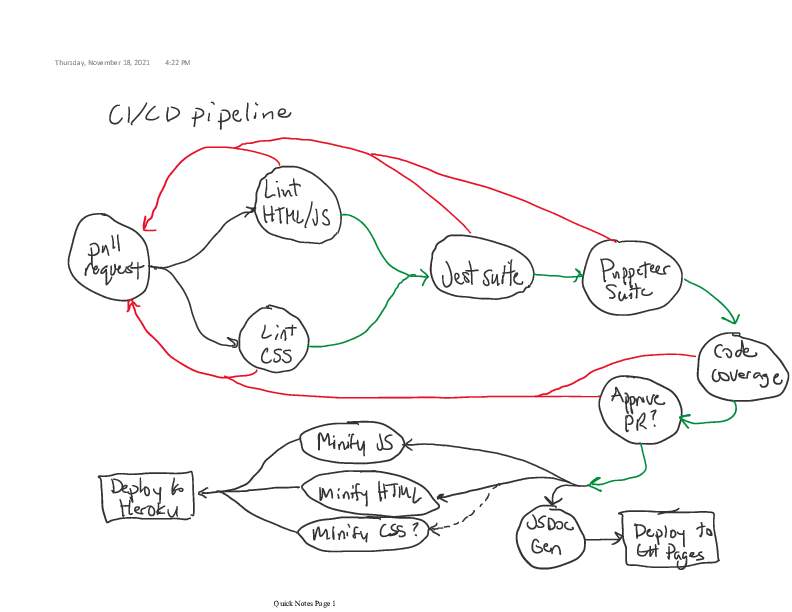 Thursday, November 18, 2021 4:22 PM
CI/CD pipeline
Lint
HTML/JS
pull
request
Jest suite
Puppeteer
Suite
Lint
CSS
Code
Coverage
Approve
PR?
Minify JS
Deploy to
Heroku
Minify HTML
Minify CSS?
JSDoc
Gen
Deploy to
GH Pages
Quick Notes Page 1